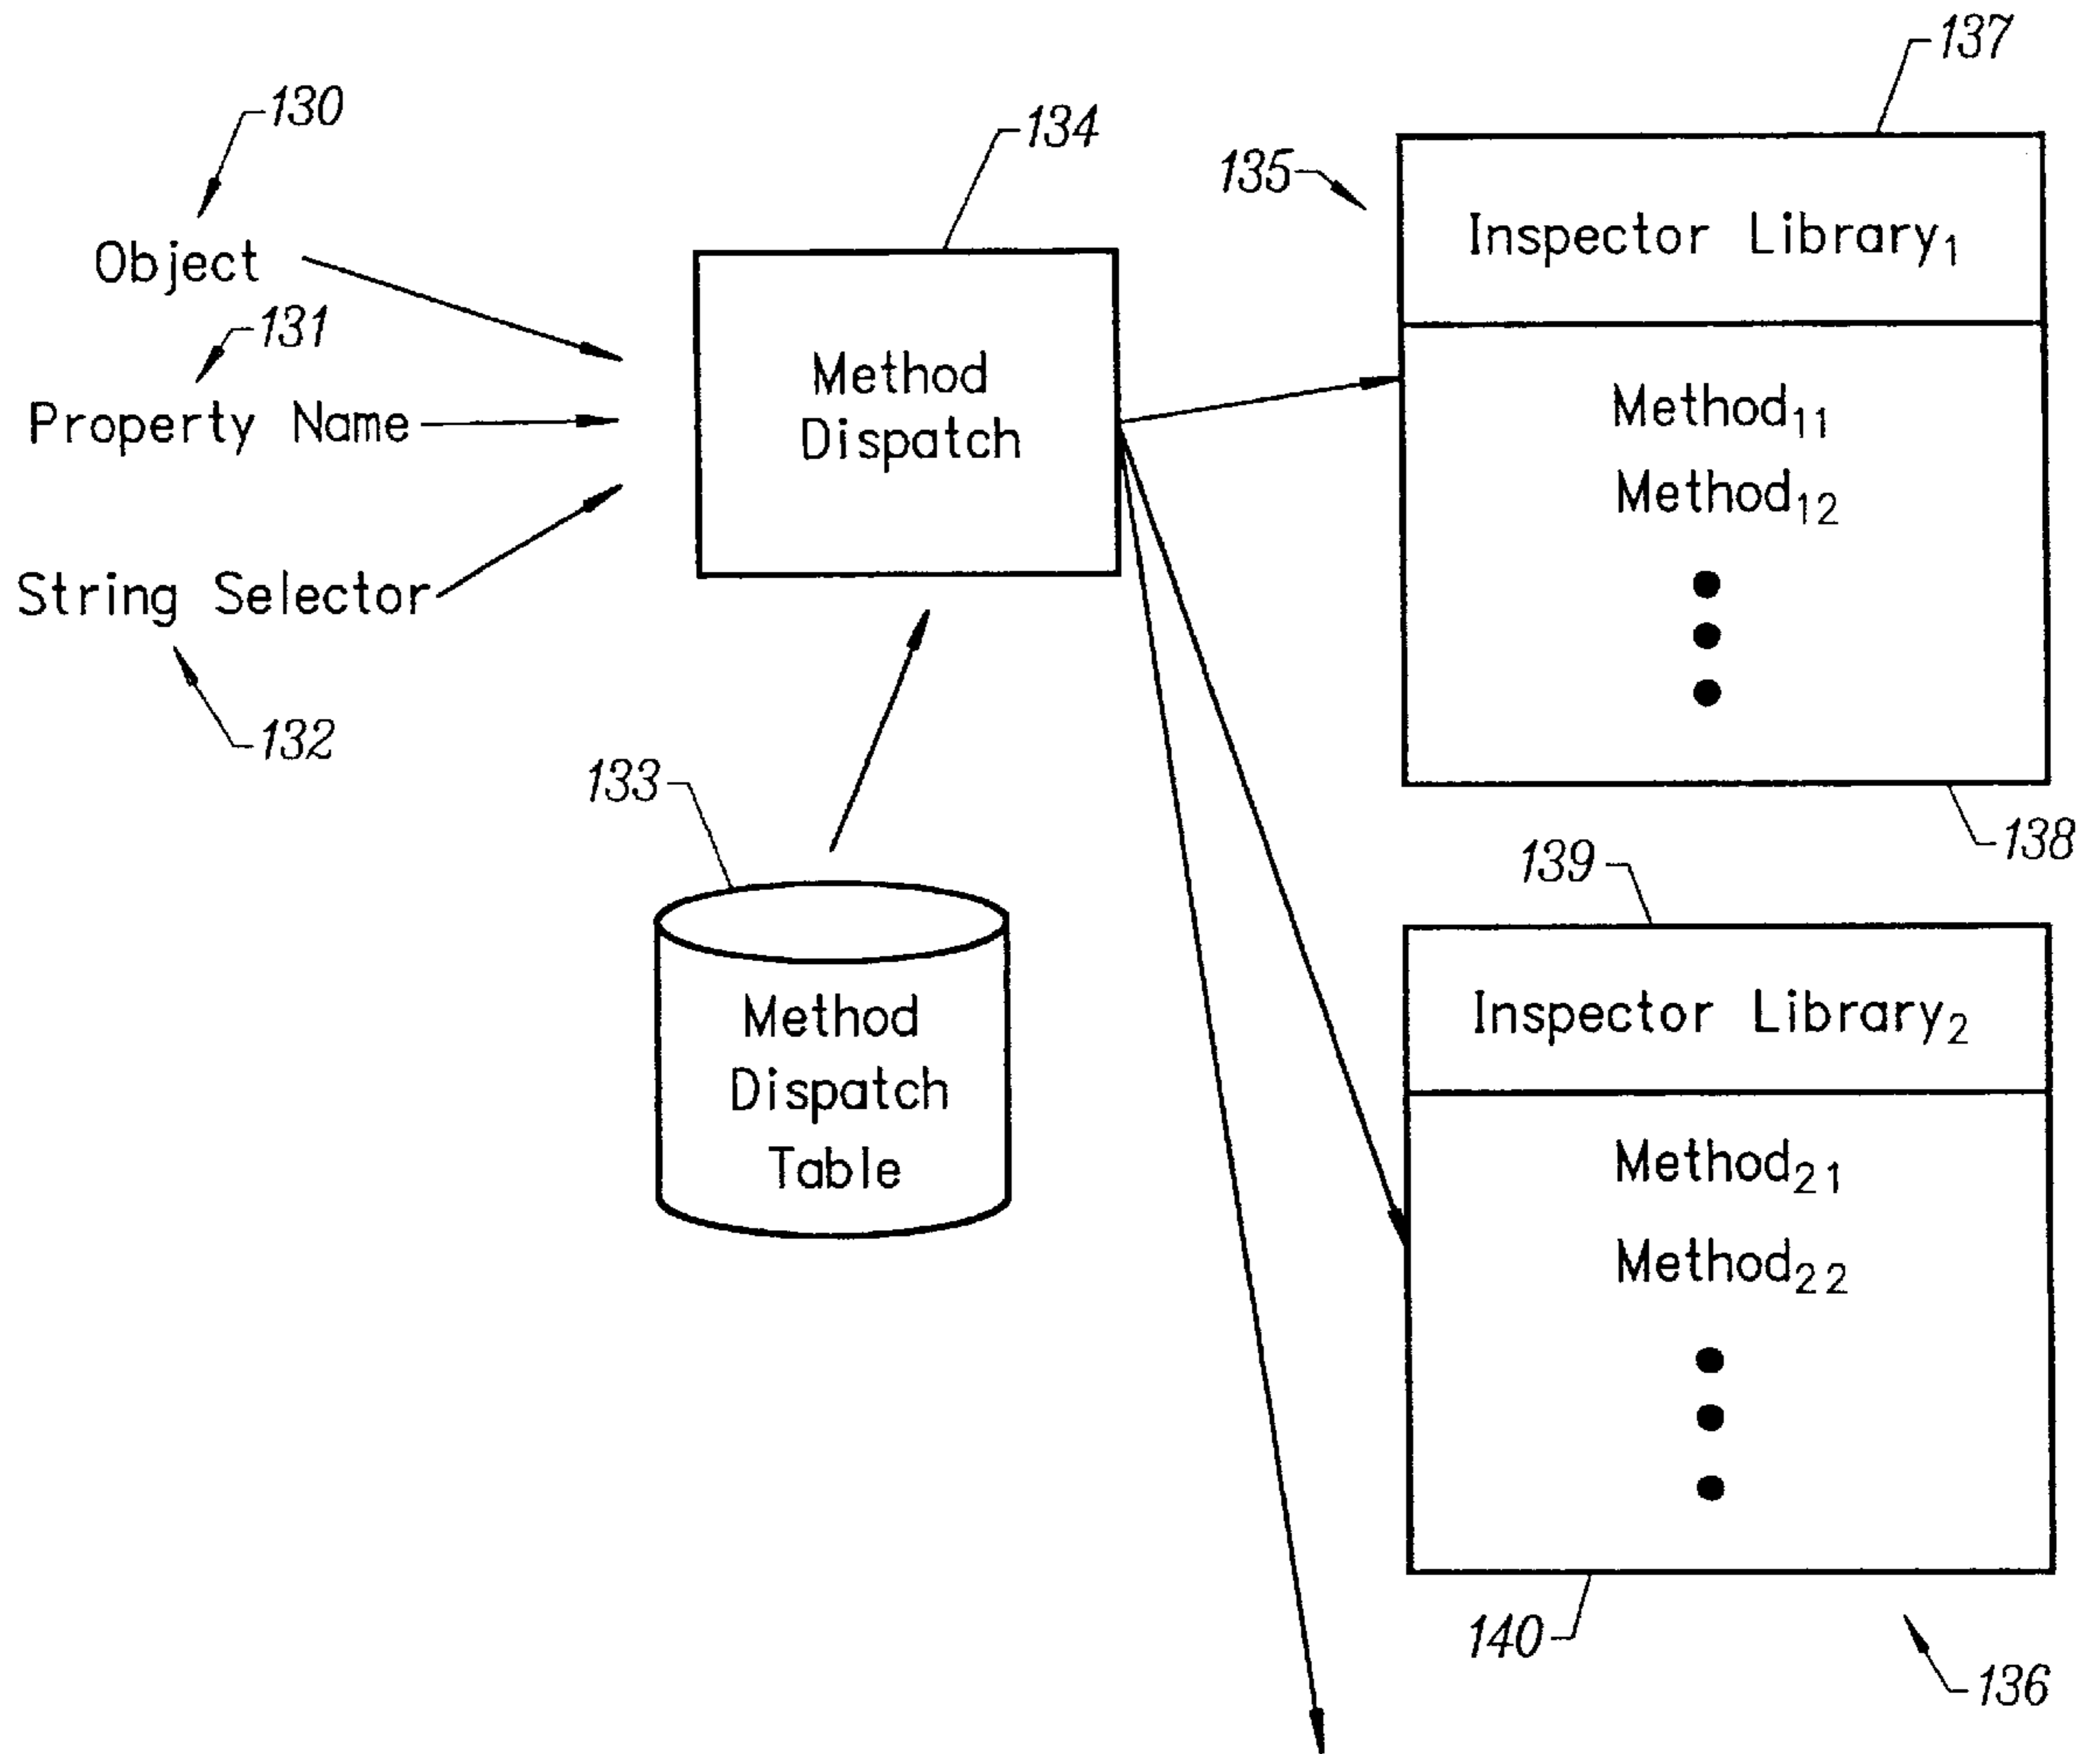 130
Object
131
Property Name
String Selector
132
134
Method
Dispatch
133
Method
Dispatch
Table
135
137
Inspector Library₁
Method₁₁
Method₁₂
138
139
Inspector Library₂
Method₂₁
Method₂₂
140
136